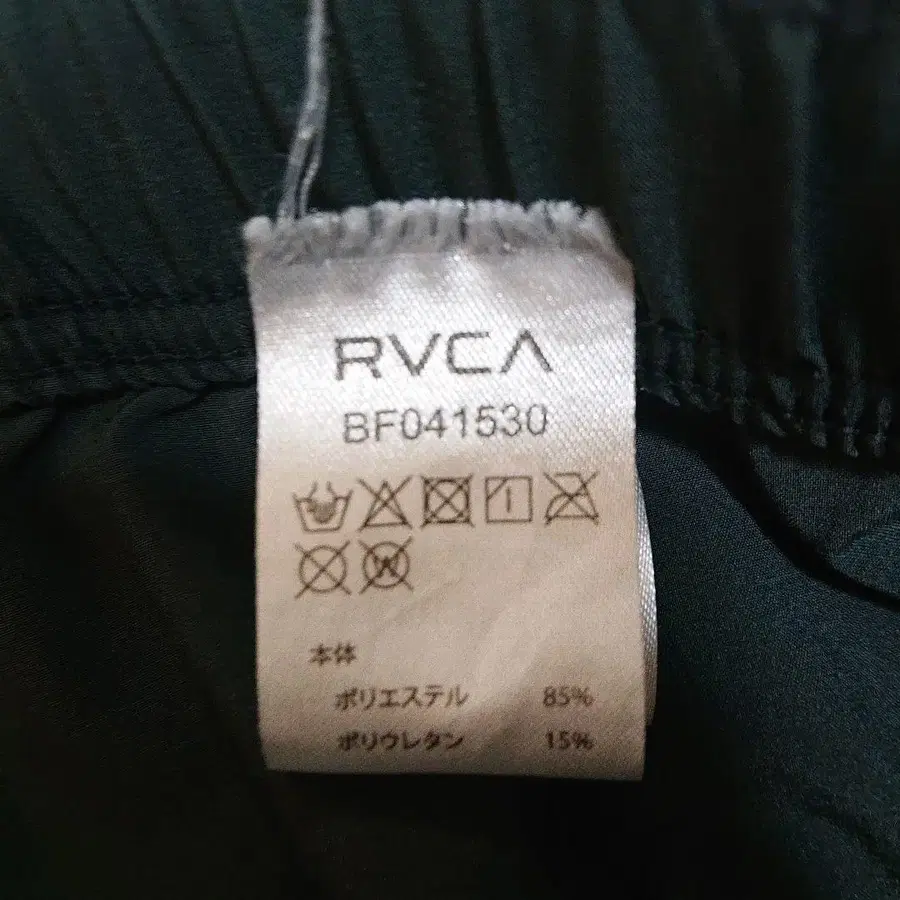 RVCA
BF041530
W
本体
ポリエステル 85%
ポリウレタン 15%